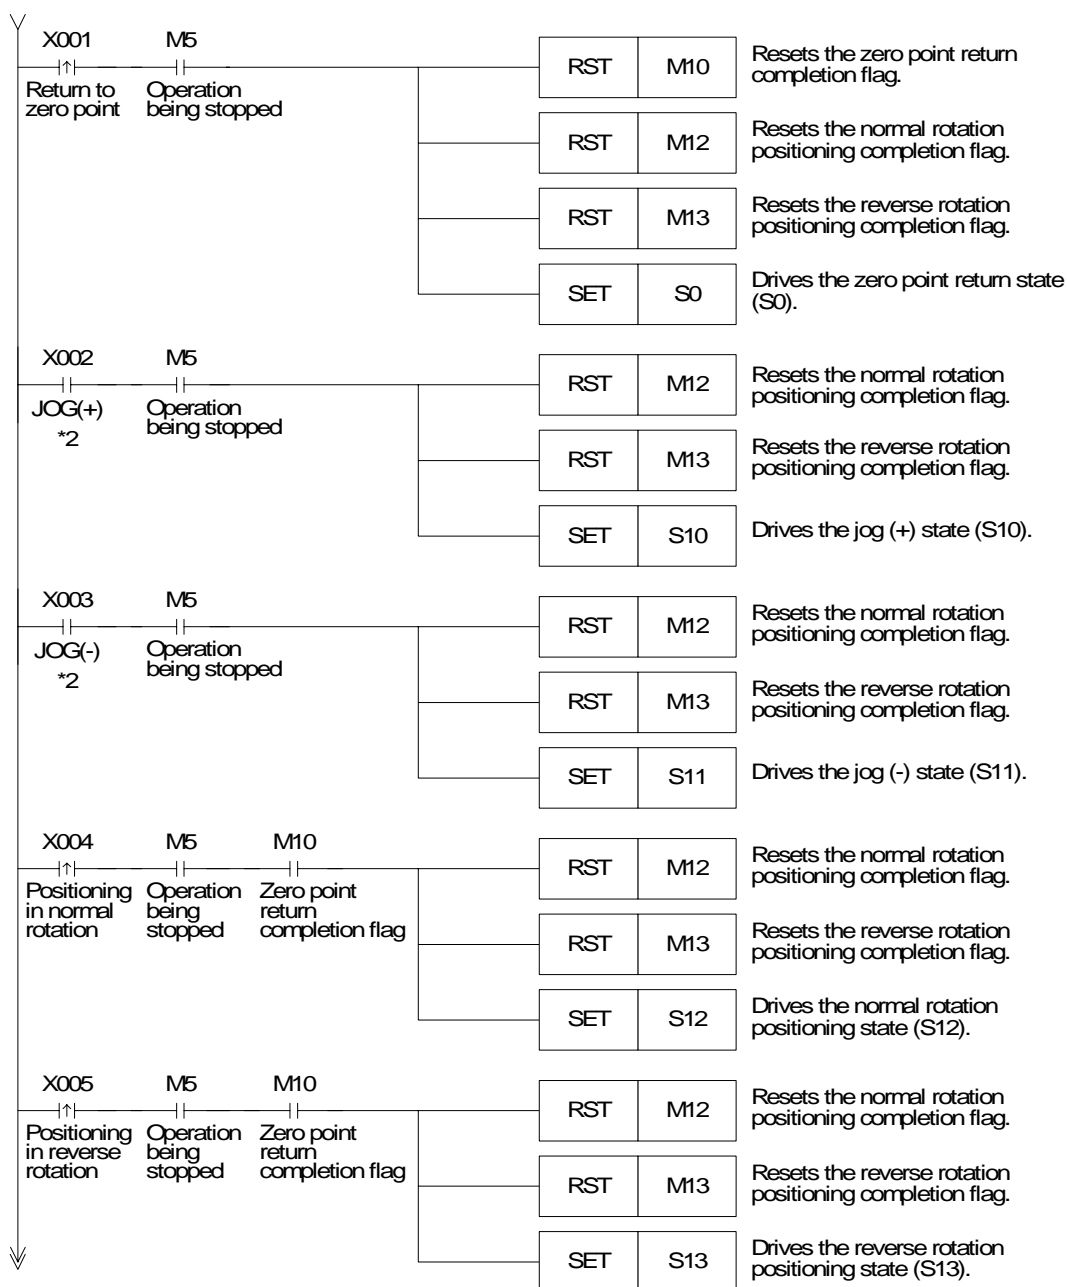 X001 M5
RST M10
Resets the zero point return
completion flag.
Return to
zero point
Operation
being stopped
RST M12
Resets the normal rotation
positioning completion flag.
RST M13
Resets the reverse rotation
positioning completion flag.
SET S0
Drives the zero point return state
(S0).
X002 M5
RST M12
Resets the normal rotation
positioning completion flag.
JOG(+)
*2
Operation
being stopped
RST M13
Resets the reverse rotation
positioning completion flag.
SET S10
Drives the jog (+) state (S10).
X003 M5
RST M12
Resets the normal rotation
positioning completion flag.
JOG(-)
*2
Operation
being stopped
RST M13
Resets the reverse rotation
positioning completion flag.
SET S11
Drives the jog (-) state (S11).
X004 M5 M10
RST M12
Resets the normal rotation
positioning completion flag.
Positioning
in normal
rotation
Operation
being
stopped
Zero point
return
completion flag
RST M13
Resets the reverse rotation
positioning completion flag.
SET S12
Drives the normal rotation
positioning state (S12).
X005 M5 M10
RST M12
Resets the normal rotation
positioning completion flag.
Positioning
in reverse
rotation
Operation
being
stopped
Zero point
return
completion flag
RST M13
Resets the reverse rotation
positioning completion flag.
SET S13
Drives the reverse rotation
positioning state (S13).